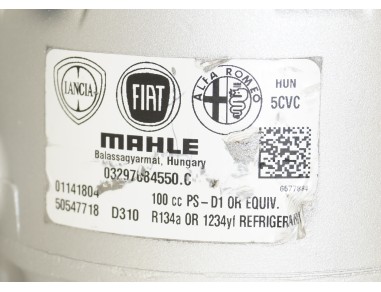 LANCIA
FIAT
ALFA ROMEO
HUN
5CVC
MAHLE
Balassagyarmat, Hungary
03297084550.C
01141804
100 cc PS-D1 OR EQUIV.
50547718 D310 R134a OR 1234yf REFRIGERANT